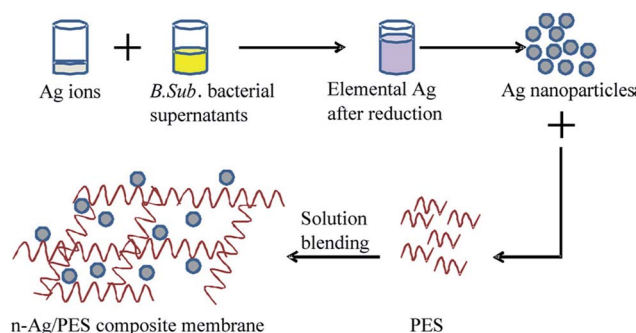 Ag ions
B.Sub. bacterial
supernatants
Elemental Ag
after reduction
Ag nanoparticles
Solution
blending
n-Ag/PES composite membrane
PES